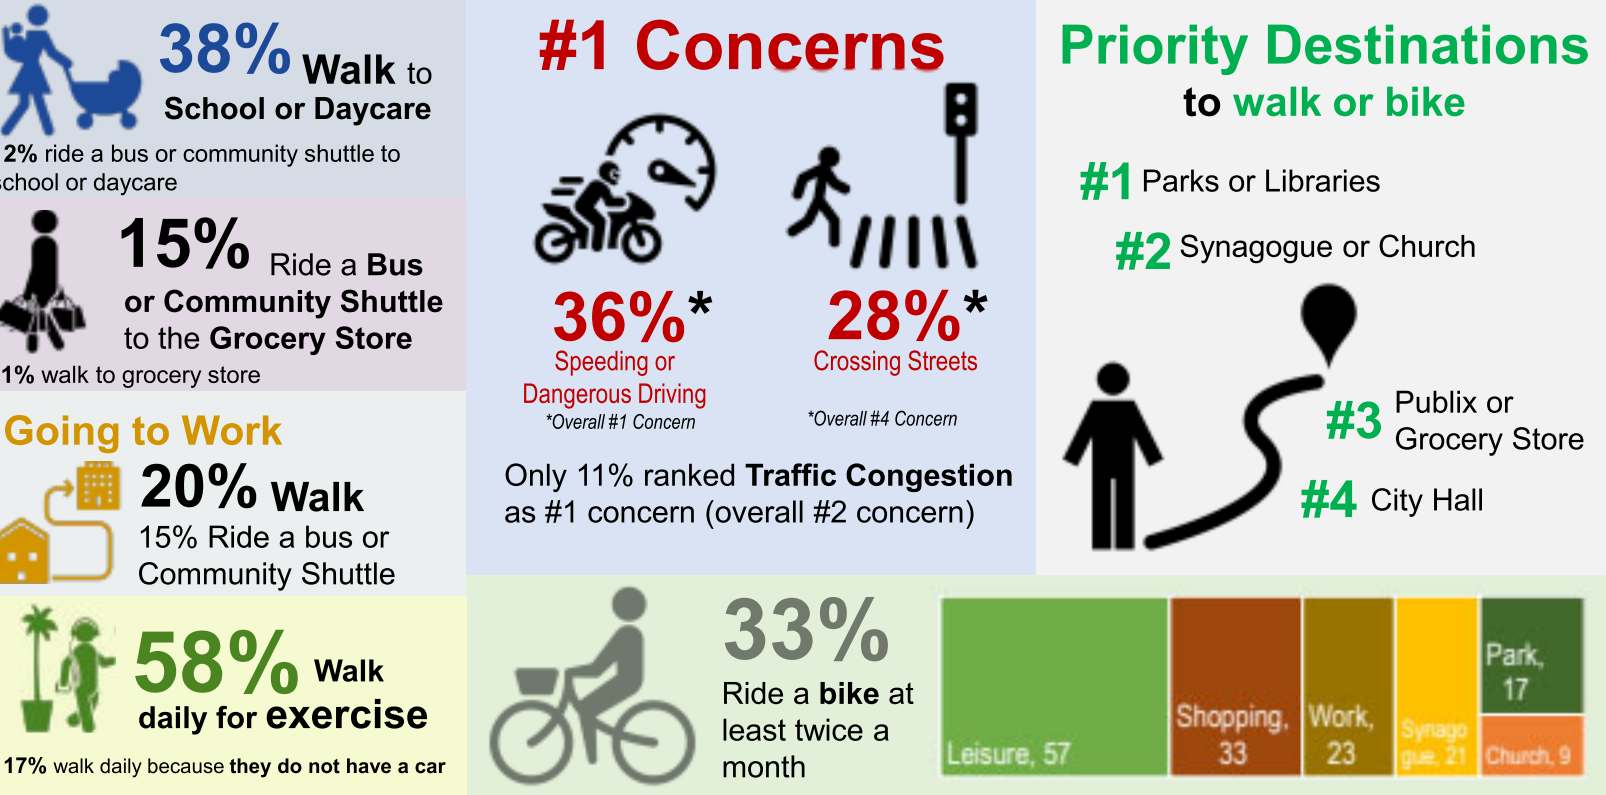 38% Walk to
School or Daycare
2% ride a bus or community shuttle to
school or daycare
15% Ride a Bus
or Community Shuttle
to the Grocery Store
1% walk to grocery store
Going to Work
20% Walk
15% Ride a bus or
Community Shuttle
58% Walk
daily for exercise
17% walk daily because they do not have a car
#1 Concerns
36%*
Speeding or
Dangerous Driving
*Overall #1 Concern
28%*
Crossing Streets
*Overall #4 Concern
Only 11% ranked Traffic Congestion
as #1 concern (overall #2 concern)
Priority Destinations
to walk or bike
#1 Parks or Libraries
#2 Synagogue or Church
#3 Publix or
Grocery Store
#4 City Hall
33%
Ride a bike at
least twice a
month
Leisure, 57
Shopping,
33
Work,
23
Synago
gue, 21
Park,
17
Church, 9